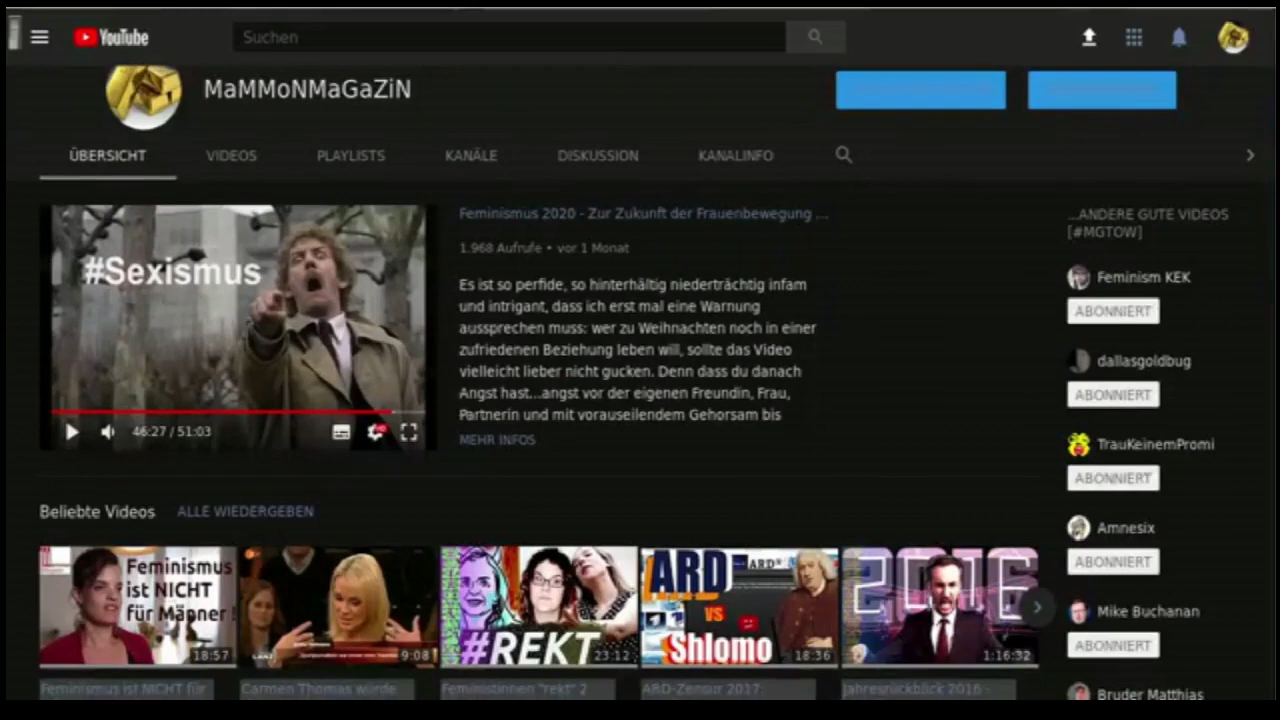 YouTube
Suchen
MaMMoNMaGaZiN
ÜBERSICHT VIDEOS PLAYLISTS KANÄLE DISKUSSION KANALINFO
#Sexismus
46:27 / 51:03
Feminismus 2020 - Zur Zukunft der Frauenbewegung ...
1.968 Aufrufe • vor 1 Monat
Es ist so perfide, so hinterhältig niederträchtig infam
und intrigant, dass ich erst mal eine Warnung
aussprechen muss: wer zu Weihnachten noch in einer
zufriedenen Beziehung leben will, sollte das Video
vielleicht lieber nicht gucken. Denn dass du danach
Angst hast...angst vor der eigenen Freundin, Frau,
Partnerin und mit vorauseilendem Gehorsam bis
MEHR INFOS
...ANDERE GUTE VIDEOS
[#MGTOW]
Feminism KEK
ABONNIERT
dallasgoldbug
ABONNIERT
TrauKeinemPromi
ABONNIERT
Amnesix
ABONNIERT
Mike Buchanan
ABONNIERT
Bruder Matthias
Beliebte Videos ALLE WIEDERGEBEN
Feminismus
ist NICHT
für Männer !
18:57
LANZ
9:08
#REKT
23:12
ARD
ARD
VS
Shlomo
18:36
2016
1:16:32
Feminismus ist NICHT für
Carmen Thomas würde
Feministinnen "rekt" 2
ARD-Zensur 2017:
Jahresrückblick 2016 -